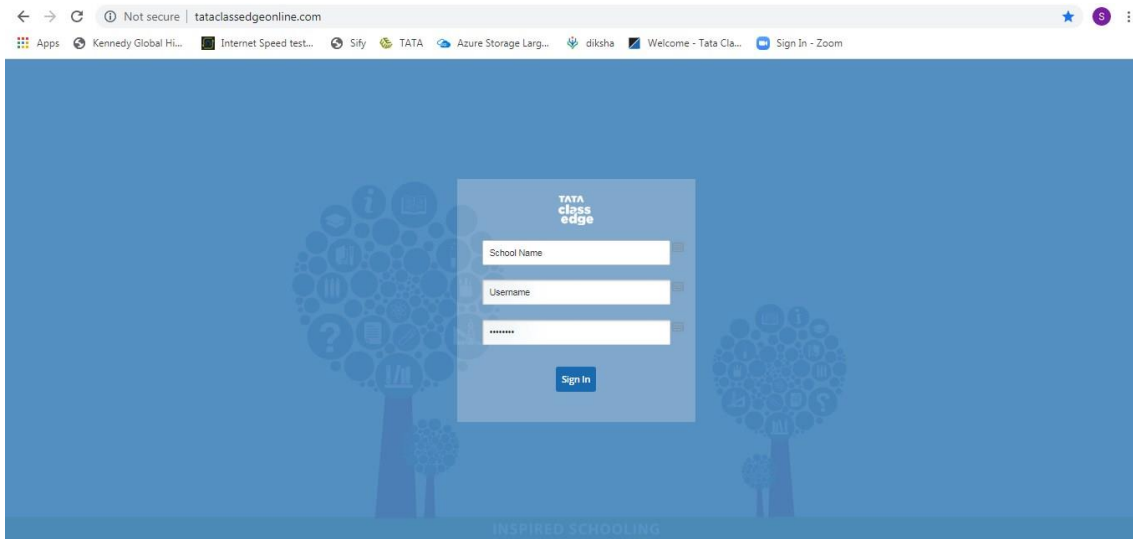 Not secure | tataclassedgeonline.com
S
Apps Kennedy Global Hi... Internet Speed test... Sify TATA Azure Storage Larg... diksha Welcome - Tata Cla... Sign In - Zoom
TATA
class
edge
School Name
Username
••••••••
Sign In
INSPIRED SCHOOLING